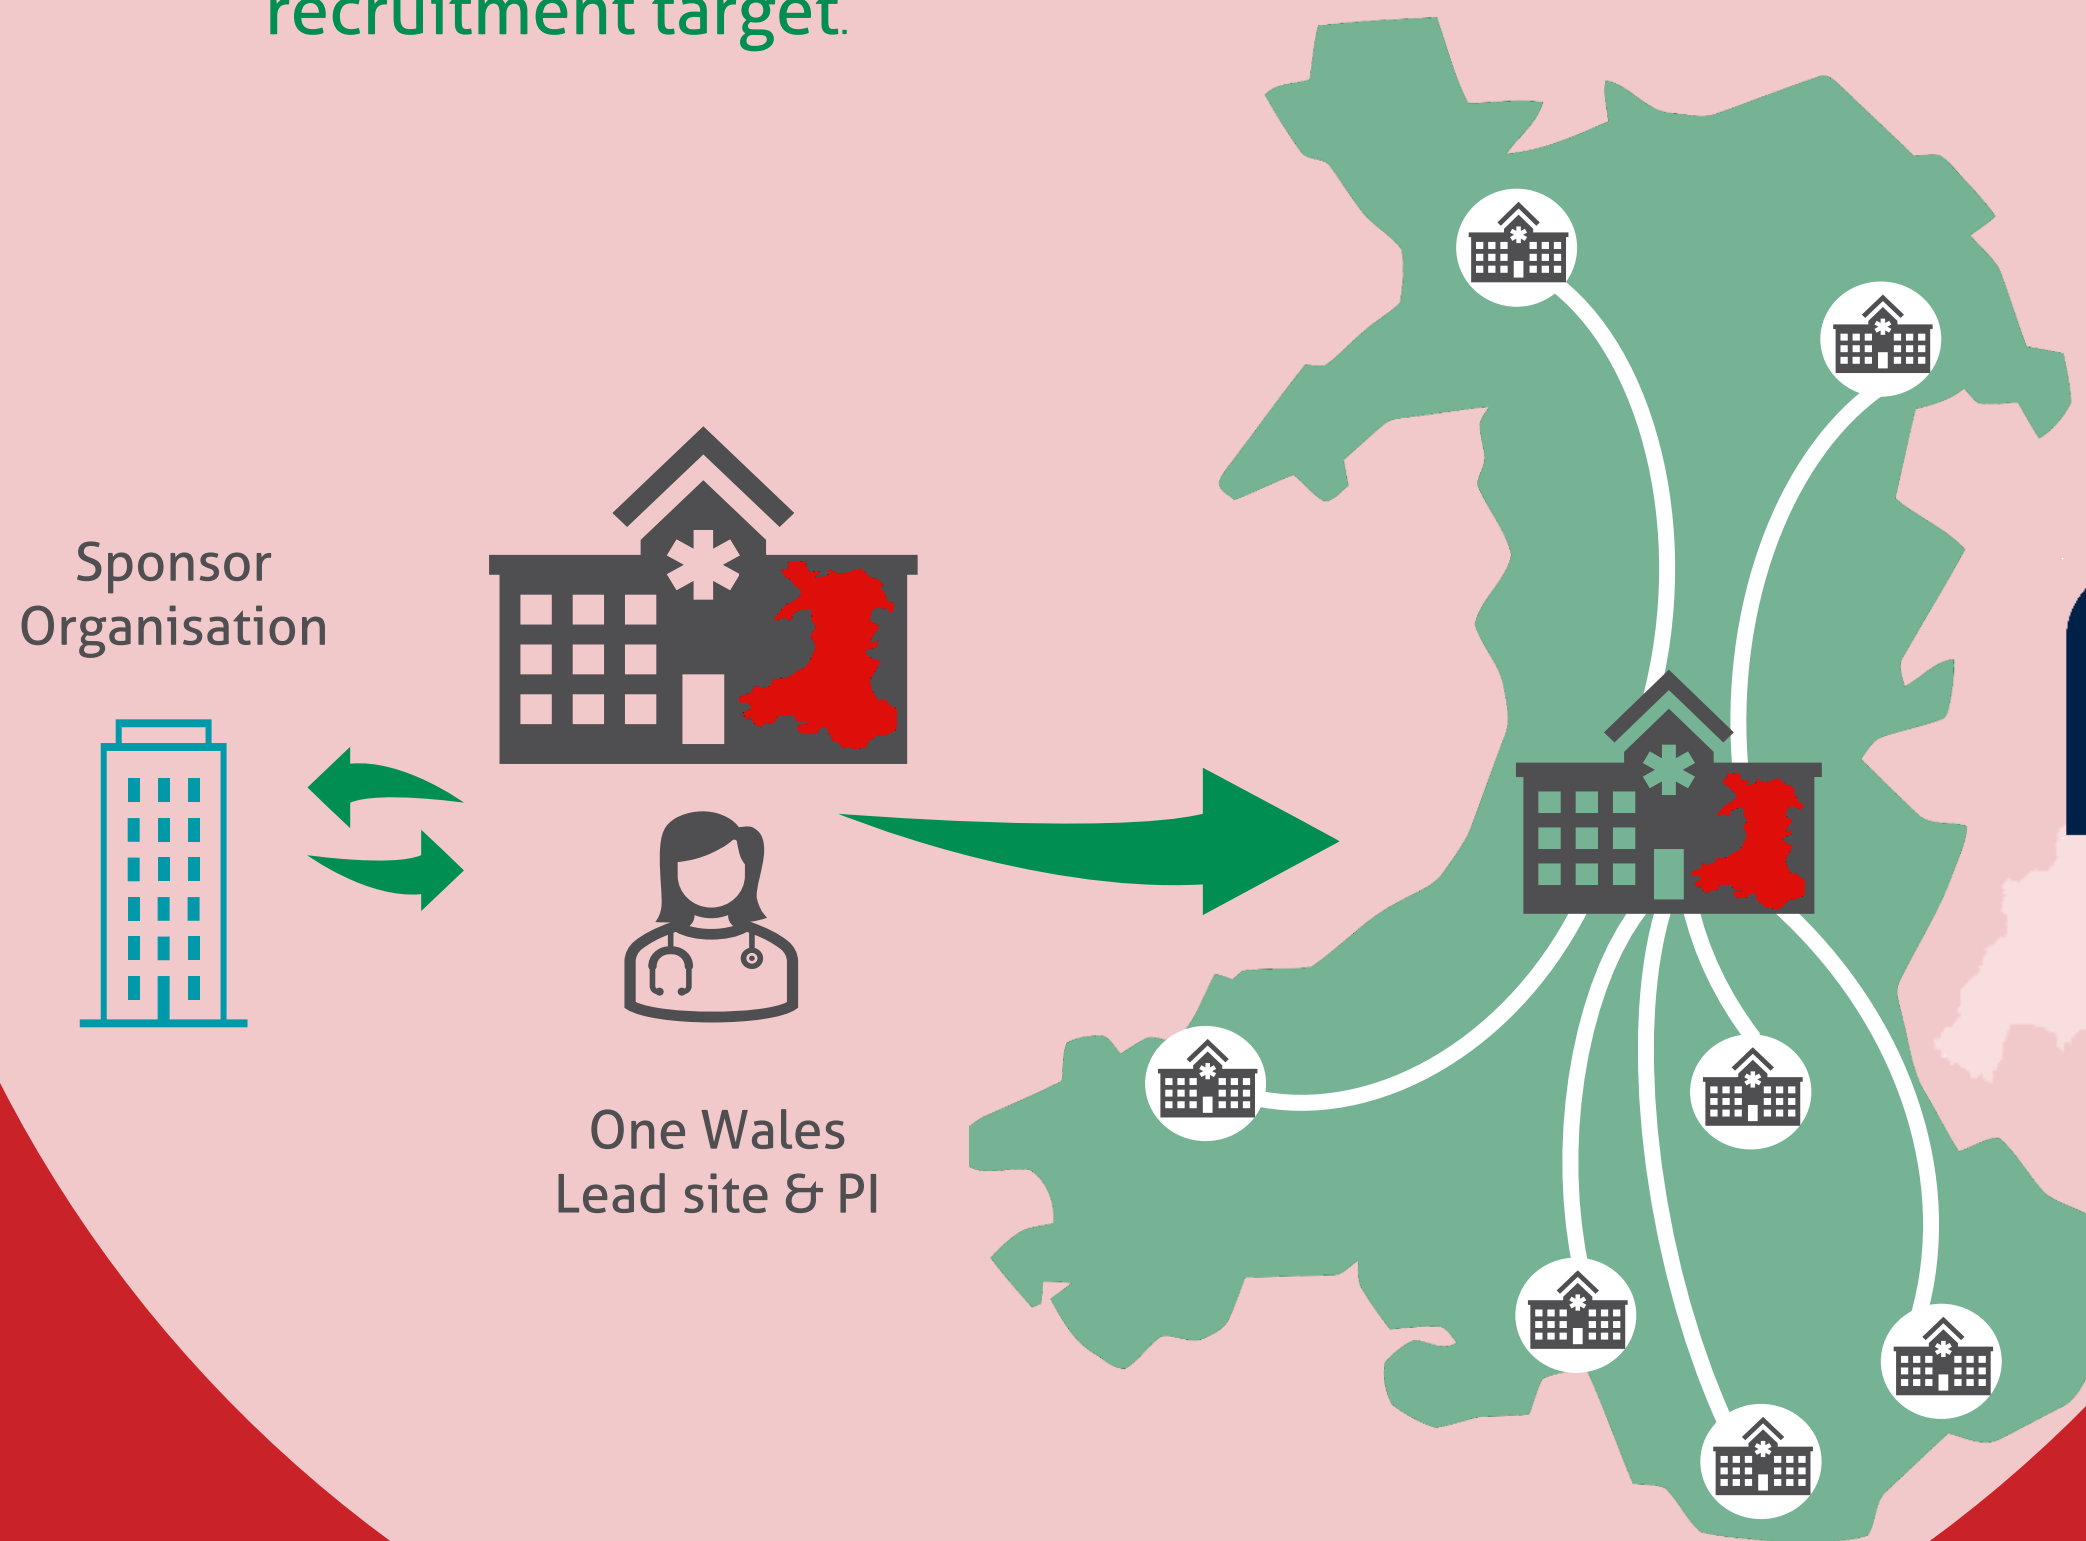 recruitment target.
Sponsor
Organisation
One Wales
Lead site & PI